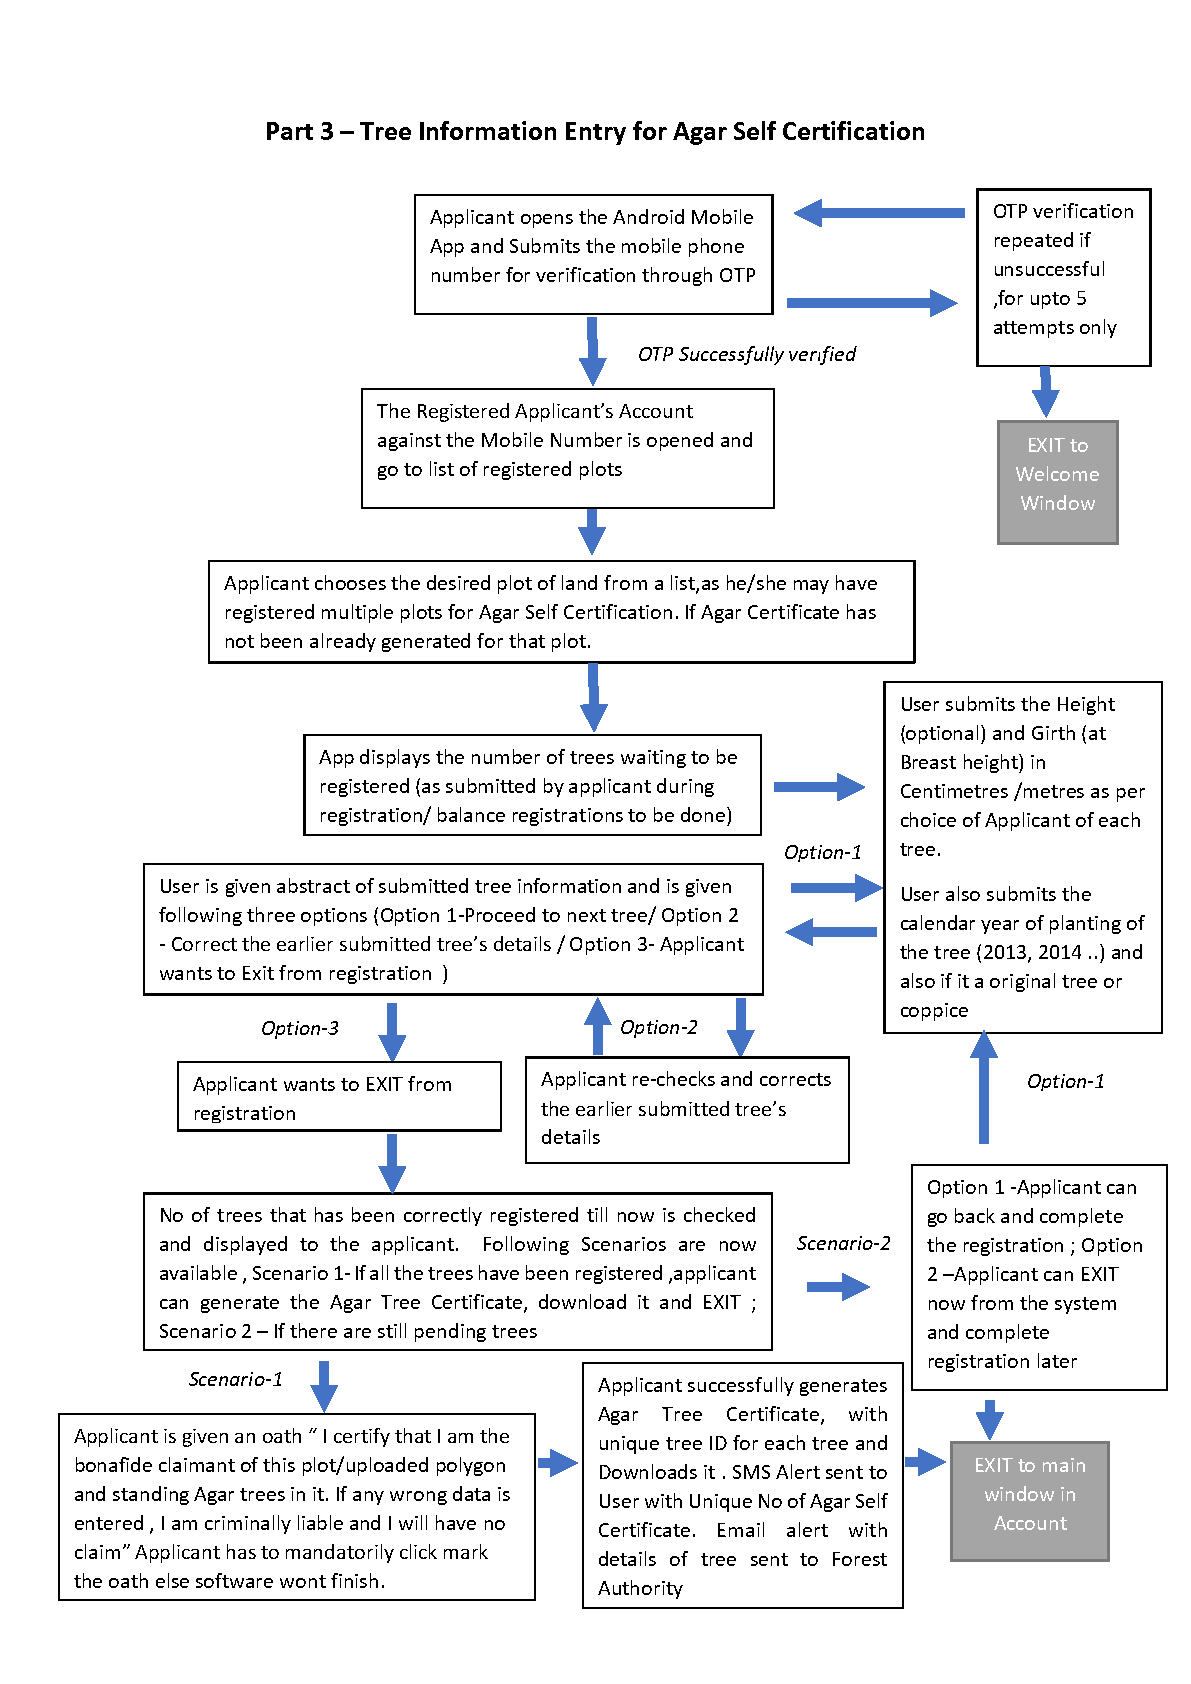 Part 3 – Tree Information Entry for Agar Self Certification
Applicant opens the Android Mobile
App and Submits the mobile phone
number for verification through OTP
OTP verification
repeated if
unsuccessful
,for upto 5
attempts only
OTP Successfully verified
EXIT to
Welcome
Window
The Registered Applicant’s Account
against the Mobile Number is opened and
go to list of registered plots
Applicant chooses the desired plot of land from a list,as he/she may have
registered multiple plots for Agar Self Certification. If Agar Certificate has
not been already generated for that plot.
App displays the number of trees waiting to be
registered (as submitted by applicant during
registration/ balance registrations to be done)
User submits the Height
(optional) and Girth (at
Breast height) in
Centimetres /metres as per
choice of Applicant of each
tree.
User also submits the
calendar year of planting of
the tree (2013, 2014 ..) and
also if it a original tree or
coppice
Option-1
User is given abstract of submitted tree information and is given
following three options (Option 1-Proceed to next tree/ Option 2
- Correct the earlier submitted tree’s details / Option 3- Applicant
wants to Exit from registration  )
Option-3
Option-2
Applicant wants to EXIT from
registration
Applicant re-checks and corrects
the earlier submitted tree’s
details
Option-1
No of trees that has been correctly registered till now is checked
and displayed to the applicant.  Following Scenarios are now
available , Scenario 1- If all the trees have been registered ,applicant
can generate the Agar Tree Certificate, download it and EXIT ;
Scenario 2 – If there are still pending trees
Scenario-2
Option 1 -Applicant can
go back and complete
the registration ; Option
2 –Applicant can EXIT
now from the system
and complete
registration later
Scenario-1
Applicant is given an oath “ I certify that I am the
bonafide claimant of this plot/uploaded polygon
and standing Agar trees in it. If any wrong data is
entered , I am criminally liable and I will have no
claim” Applicant has to mandatorily click mark
the oath else software wont finish.
Applicant successfully generates
Agar Tree Certificate, with
unique tree ID for each tree and
Downloads it . SMS Alert sent to
User with Unique No of Agar Self
Certificate. Email alert with
details of tree sent to Forest
Authority
EXIT to main
window in
Account